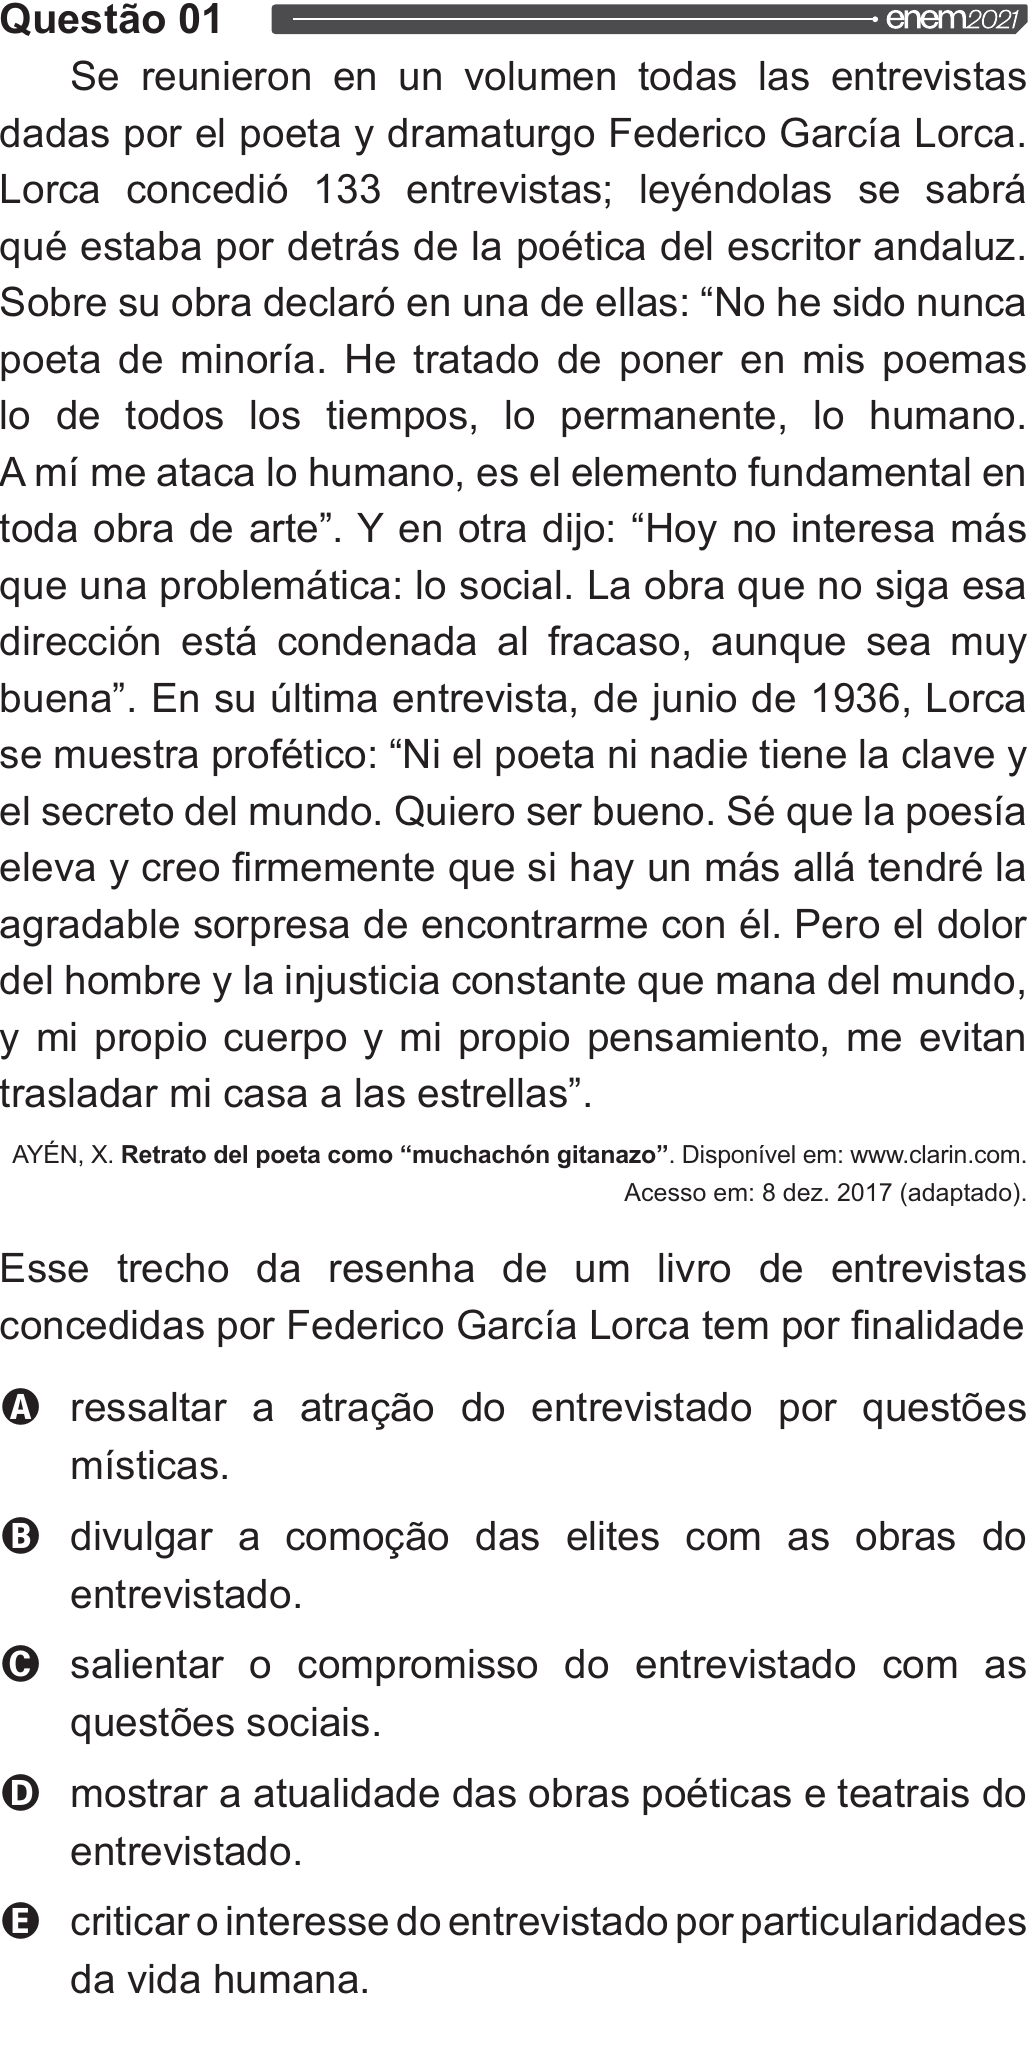 Questão 01 enem2021
Se reunieron en un volumen todas las entrevistas
dadas por el poeta y dramaturgo Federico García Lorca.
Lorca concedió 133 entrevistas; leyéndolas se sabrá
qué estaba por detrás de la poética del escritor andaluz.
Sobre su obra declaró en una de ellas: “No he sido nunca
poeta de minoría. He tratado de poner en mis poemas
lo de todos los tiempos, lo permanente, lo humano.
A mí me ataca lo humano, es el elemento fundamental en
toda obra de arte”. Y en otra dijo: “Hoy no interesa más
que una problemática: lo social. La obra que no siga esa
dirección está condenada al fracaso, aunque sea muy
buena”. En su última entrevista, de junio de 1936, Lorca
se muestra profético: “Ni el poeta ni nadie tiene la clave y
el secreto del mundo. Quiero ser bueno. Sé que la poesía
eleva y creo firmemente que si hay un más allá tendré la
agradable sorpresa de encontrarme con él. Pero el dolor
del hombre y la injusticia constante que mana del mundo,
y mi propio cuerpo y mi propio pensamiento, me evitan
trasladar mi casa a las estrellas”.
AYÉN, X. Retrato del poeta como “muchachón gitanazo”. Disponível em: www.clarin.com.
Acesso em: 8 dez. 2017 (adaptado).
Esse trecho da resenha de um livro de entrevistas
concedidas por Federico García Lorca tem por finalidade
A ressaltar a atração do entrevistado por questões
místicas.
B divulgar a comoção das elites com as obras do
entrevistado.
C salientar o compromisso do entrevistado com as
questões sociais.
D mostrar a atualidade das obras poéticas e teatrais do
entrevistado.
E criticar o interesse do entrevistado por particularidades
da vida humana.